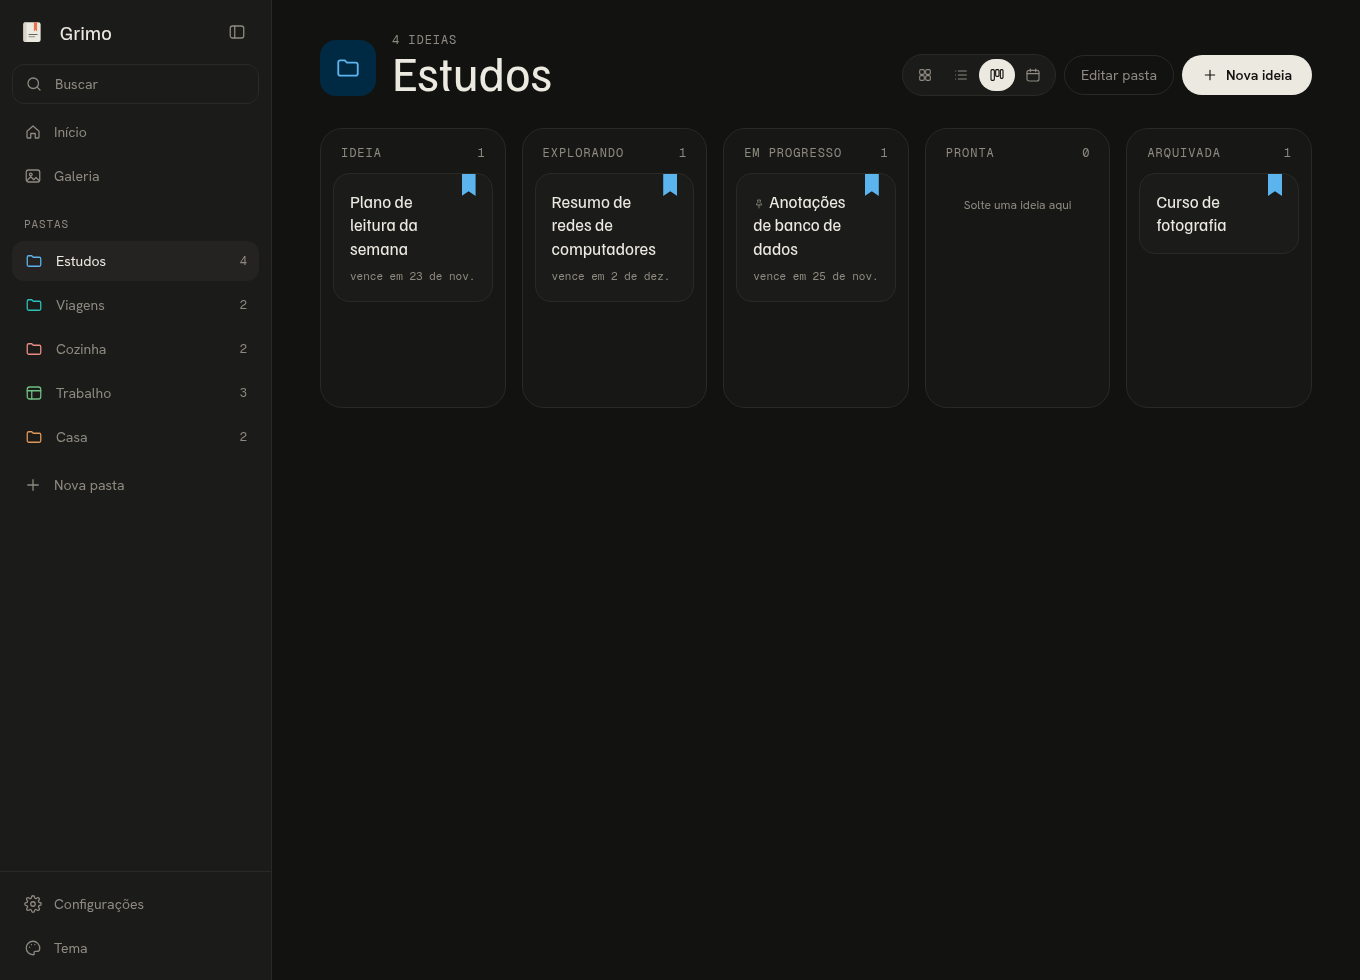 Grimo
Buscar
Início
Galeria
PASTAS
Estudos 4
Viagens 2
Cozinha 2
Trabalho 3
Casa 2
Nova pasta
Configurações
Tema
4 IDEIAS
Estudos
Editar pasta
Nova ideia
IDEIA 1
Plano de
leitura da
semana
vence em 23 de nov.
EXPLORANDO 1
Resumo de
redes de
computadores
vence em 2 de dez.
EM PROGRESSO 1
Anotações
de banco de
dados
vence em 25 de nov.
PRONTA 0
Solte uma ideia aqui
ARQUIVADA 1
Curso de
fotografia